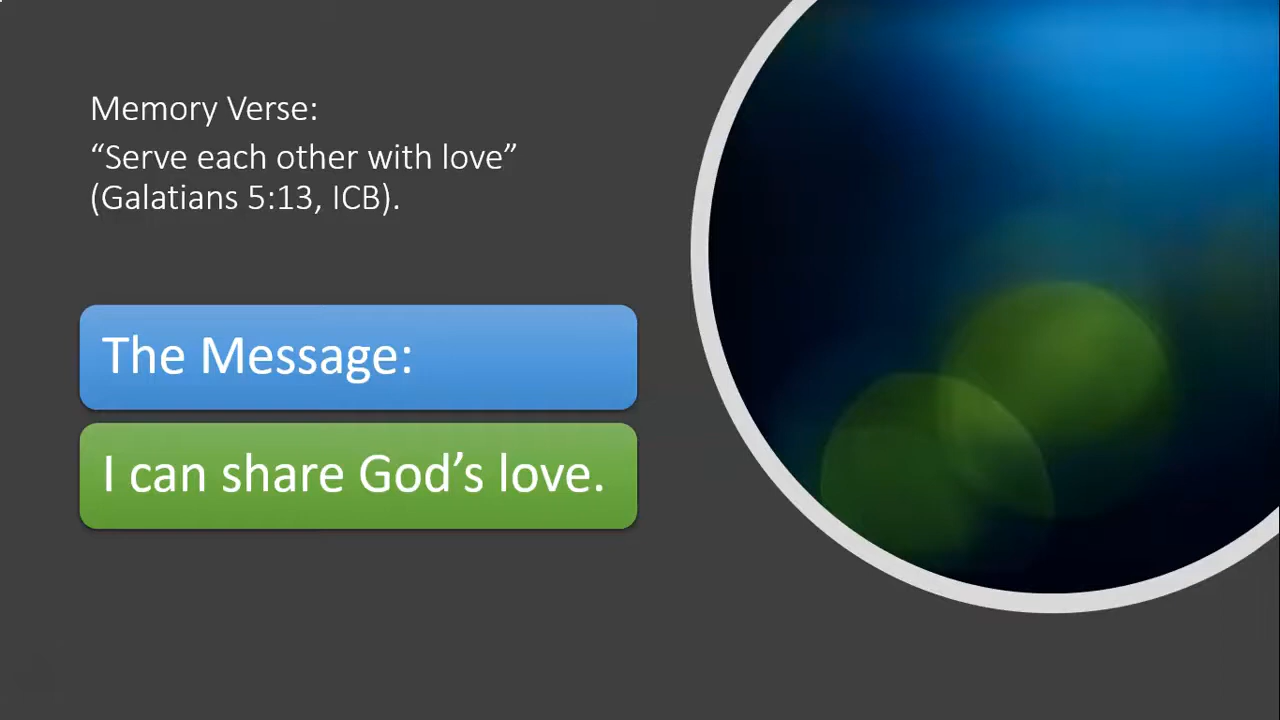 Memory Verse:
“Serve each other with love”
(Galatians 5:13, ICB).
The Message:
I can share God’s love.